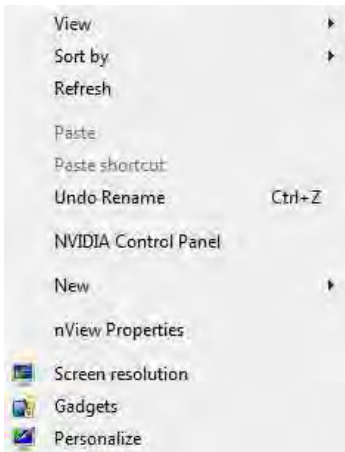 View
Sort by
Refresh
Paste
Paste shortcut
Undo Rename Ctrl+Z
NVIDIA Control Panel
New
nView Properties
Screen resolution
Gadgets
Personalize